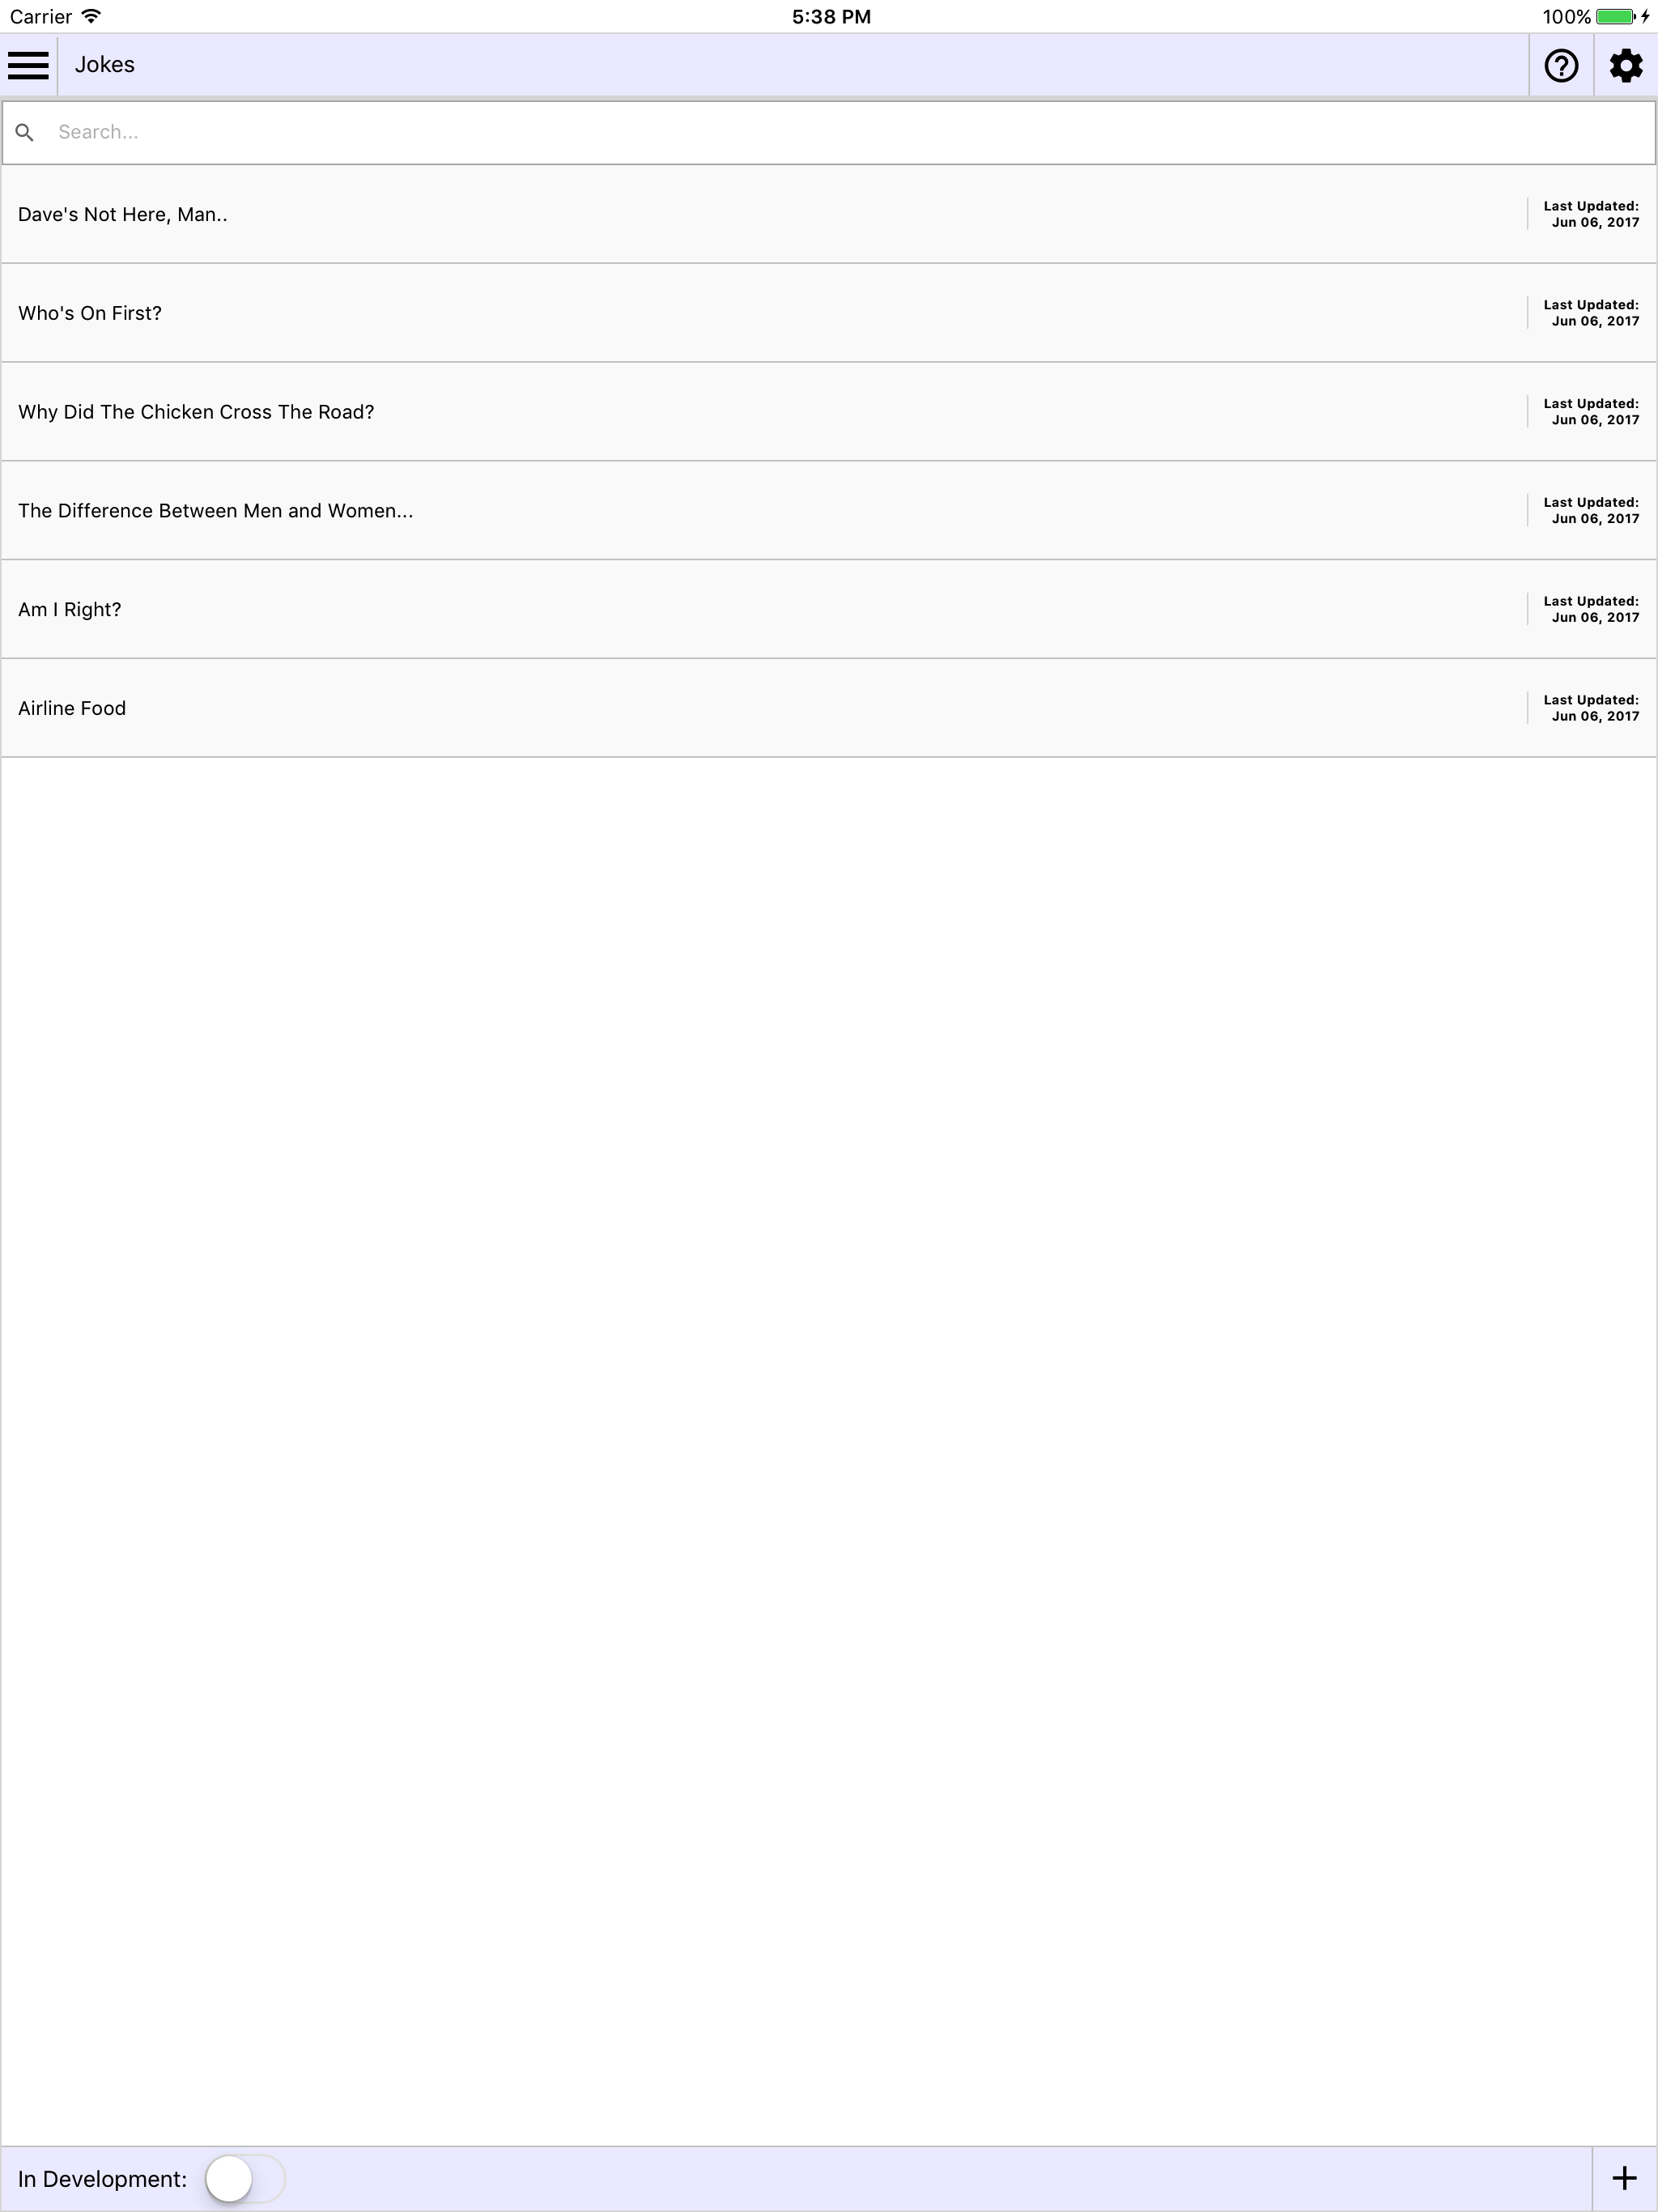 Carrier 5:38 PM 100%
Jokes
Search...
Dave's Not Here, Man..
Last Updated:
Jun 06, 2017
Who's On First?
Last Updated:
Jun 06, 2017
Why Did The Chicken Cross The Road?
Last Updated:
Jun 06, 2017
The Difference Between Men and Women...
Last Updated:
Jun 06, 2017
Am I Right?
Last Updated:
Jun 06, 2017
Airline Food
Last Updated:
Jun 06, 2017
In Development: